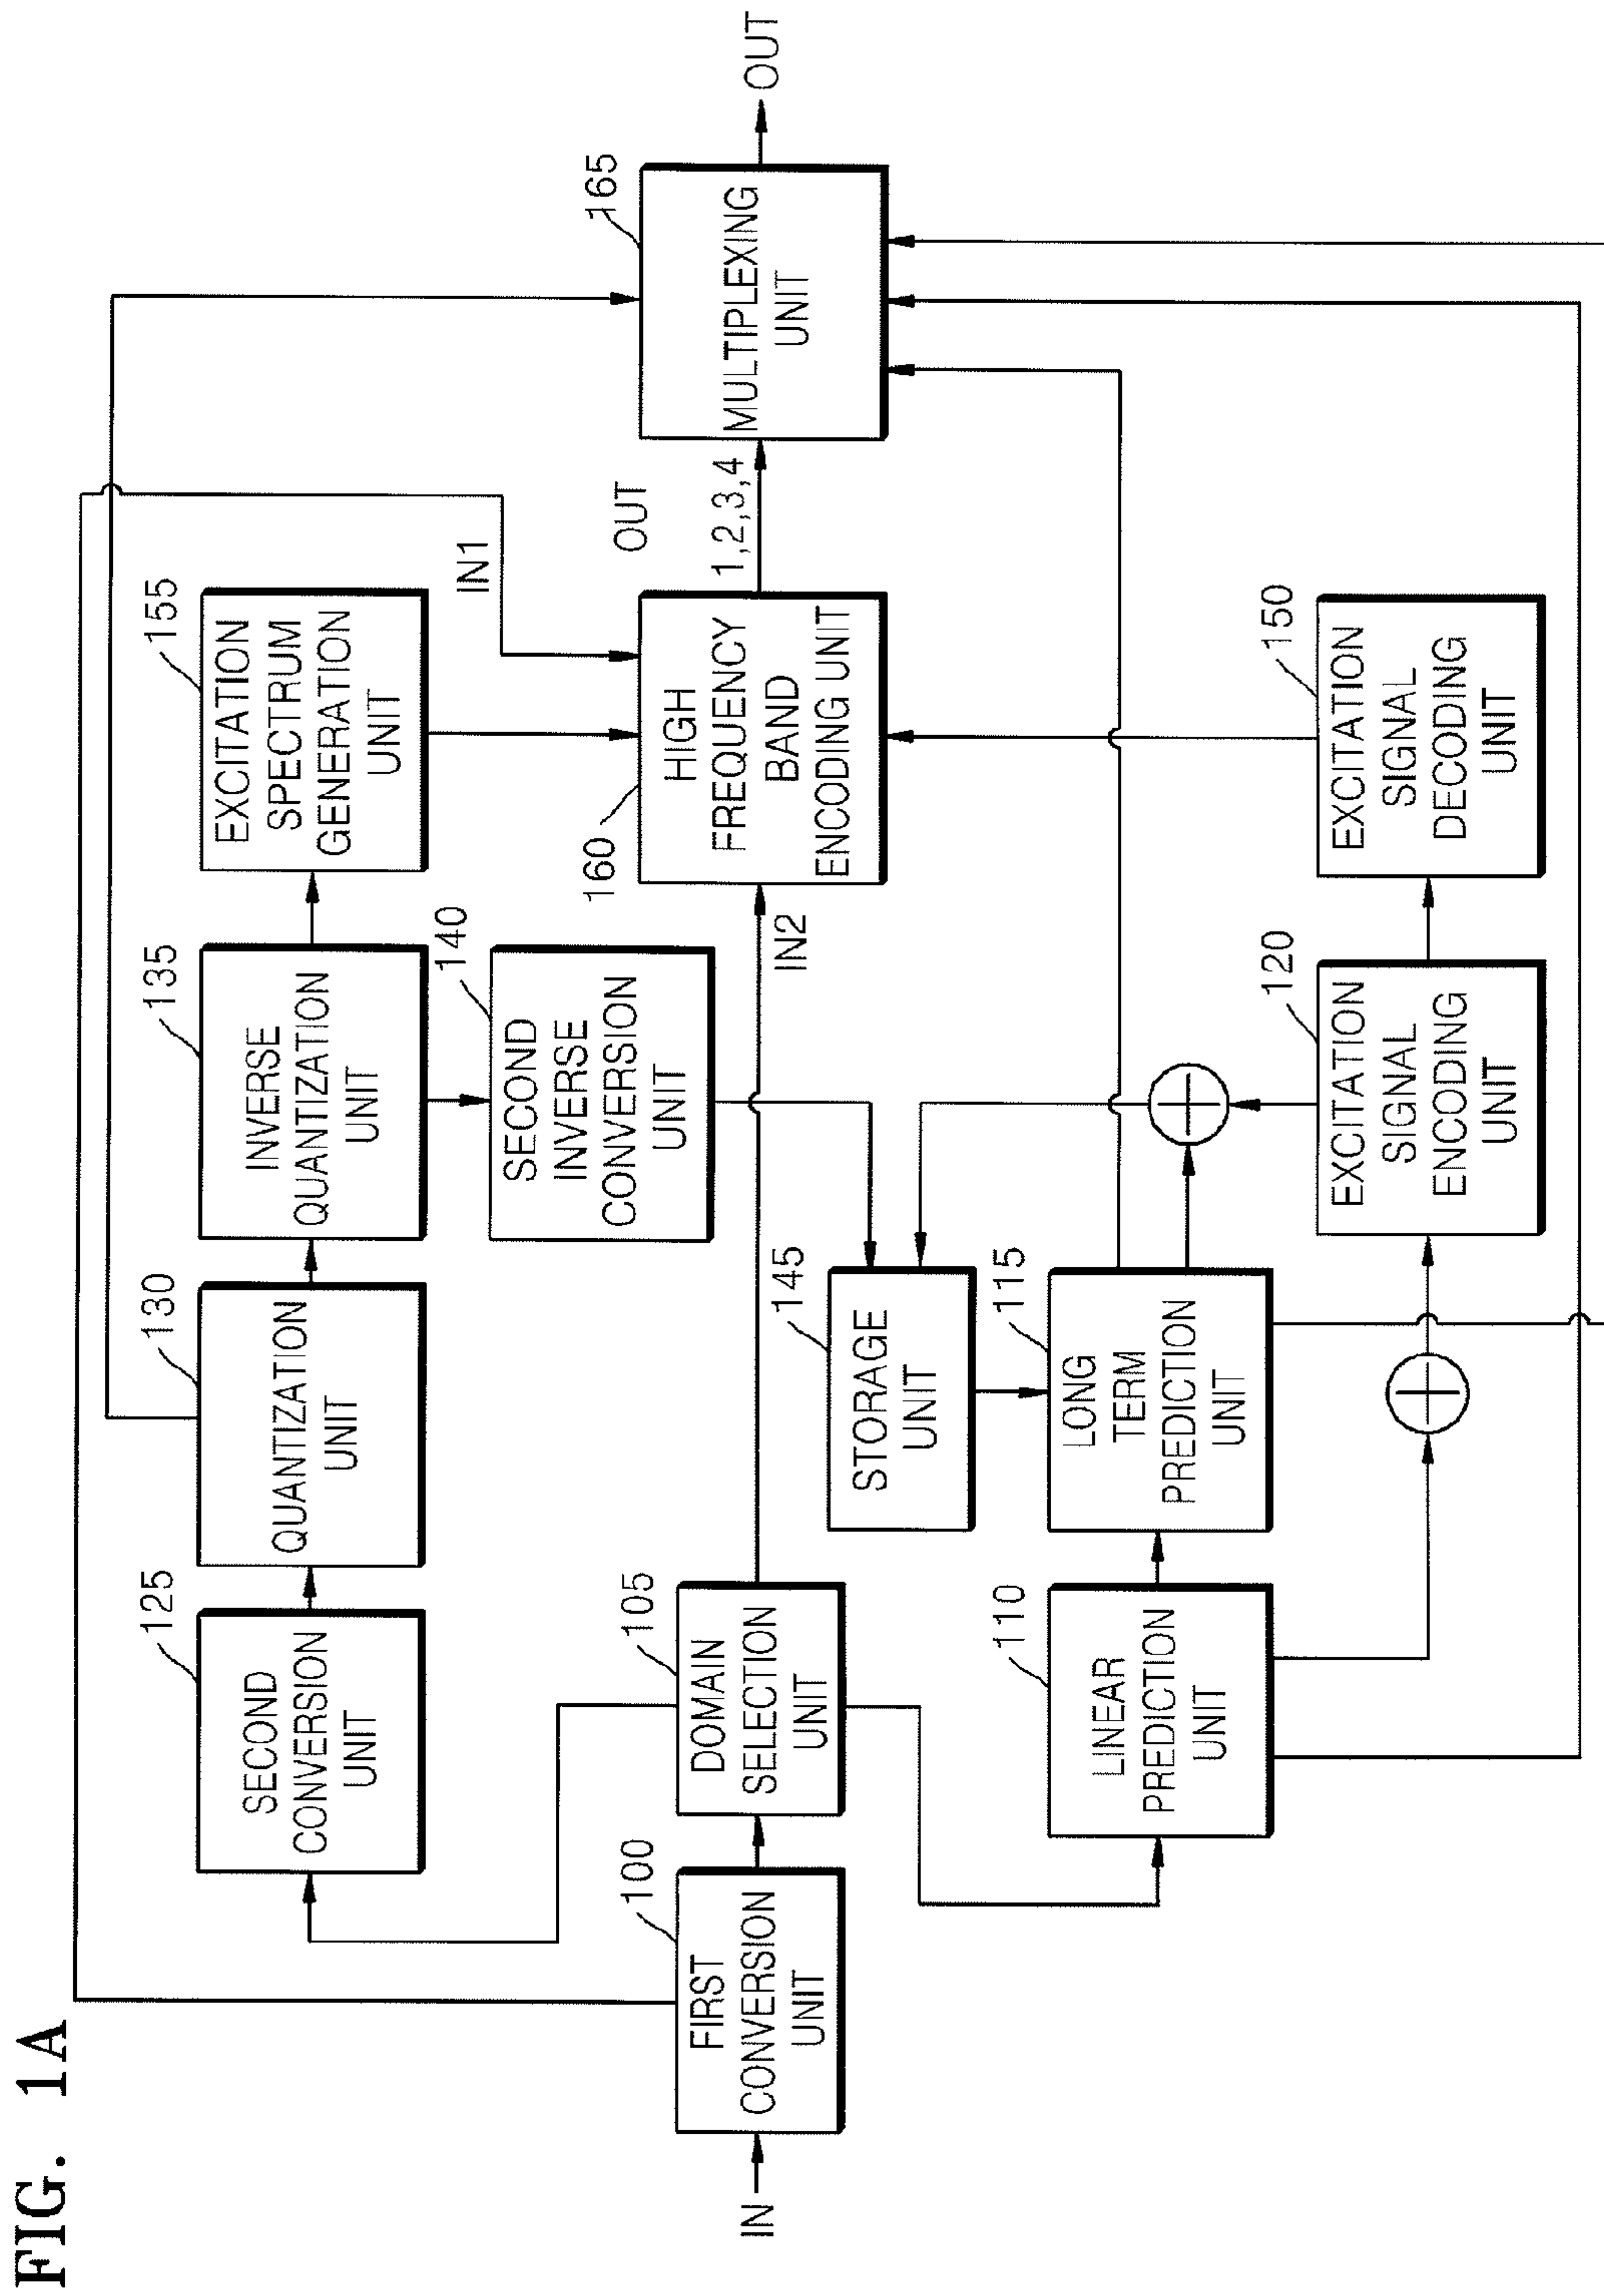 FIG. 1A
IN
FIRST
CONVERSION
UNIT
100
DOMAIN
SELECTION
UNIT
105
SECOND
CONVERSION
UNIT
125
QUANTIZATION
UNIT
130
INVERSE
QUANTIZATION
UNIT
135
EXCITATION
SPECTRUM
GENERATION
UNIT
155
SECOND
INVERSE
CONVERSION
UNIT
140
IN1
IN2
HIGH
FREQUENCY
BAND
ENCODING UNIT
160
OUT
1,2,3,4
MULTIPLEXING
UNIT
165
OUT
STORAGE
UNIT
145
LINEAR
PREDICTION
UNIT
110
LONG
TERM
PREDICTION
UNIT
115
EXCITATION
SIGNAL
ENCODING
UNIT
120
EXCITATION
SIGNAL
DECODING
UNIT
150